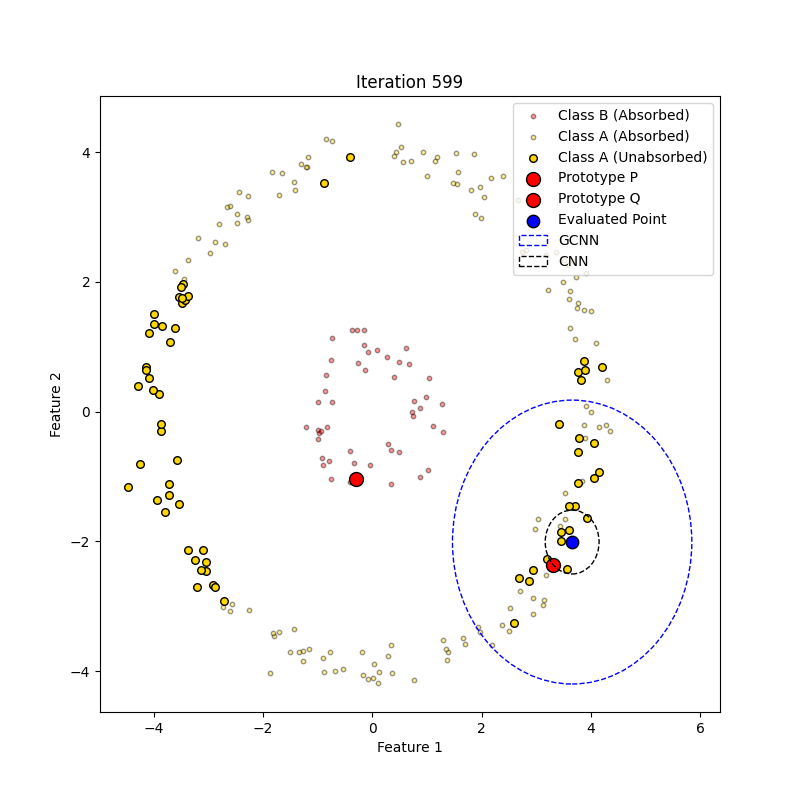 Iteration 599
Class B (Absorbed)
Class A (Absorbed)
Class A (Unabsorbed)
Prototype P
Prototype Q
Evaluated Point
GCNN
CNN
Feature 2
4
2
0
−2
−4
−4
−2
0
2
4
6
Feature 1